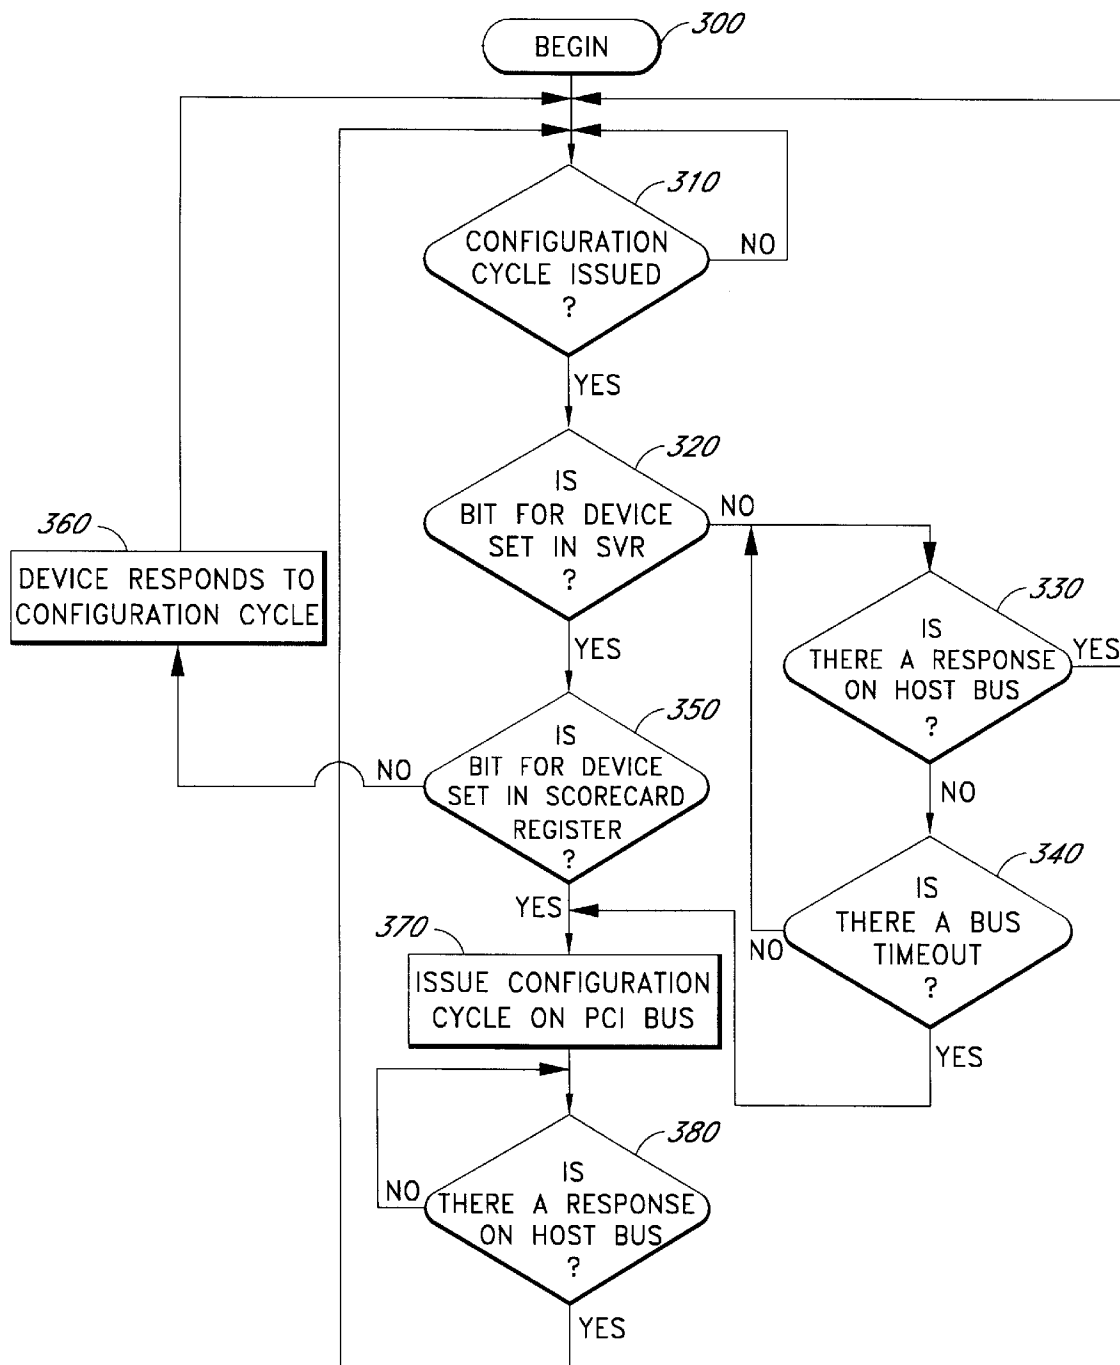 300
BEGIN
310
CONFIGURATION
CYCLE ISSUED
?
NO
YES
320
IS
BIT FOR DEVICE
SET IN SVR
?
NO
YES
360
DEVICE RESPONDS TO
CONFIGURATION CYCLE
330
IS
THERE A RESPONSE
ON HOST BUS
?
YES
NO
350
IS
BIT FOR DEVICE
SET IN SCORECARD
REGISTER
?
NO
YES
340
IS
THERE A BUS
TIMEOUT
?
NO
YES
370
ISSUE CONFIGURATION
CYCLE ON PCI BUS
380
IS
THERE A RESPONSE
ON HOST BUS
?
NO
YES